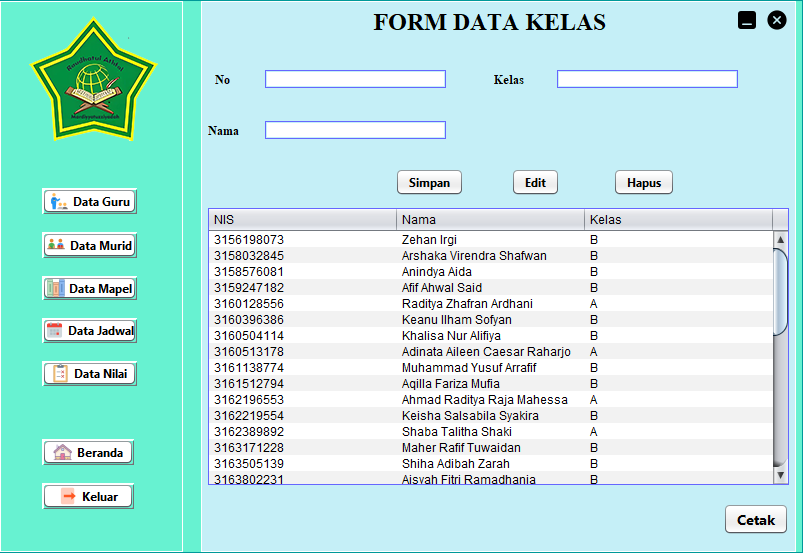 FORM DATA KELAS
Raudhatul Athfal
No
Kelas
Nama
Simpan Edit Hapus
Data Guru
Data Murid
Data Mapel
Data Jadwal
Data Nilai
Beranda
Keluar
NIS Nama Kelas
3156198073 Zehan Irgi B
3158032845 Arshaka Virendra Shafwan B
3158576081 Anindya Aida B
3159247182 Afif Ahwal Said B
3160128556 Raditya Zhafran Ardhani A
3160396386 Keanu Ilham Sofyan B
3160504114 Khalisa Nur Alifiya B
3160513178 Adinata Aileen Caesar Raharjo A
3161138774 Muhammad Yusuf Arrafif B
3161512794 Aqilla Fariza Mufia B
3162196553 Ahmad Raditya Raja Mahessa A
3162219554 Keisha Salsabila Syakira B
3162389892 Shaba Talitha Shaki A
3163171228 Maher Rafif Tuwaidan B
3163505139 Shiha Adibah Zarah B
3163802231 Aisyah Fitri Ramadhania B
Cetak